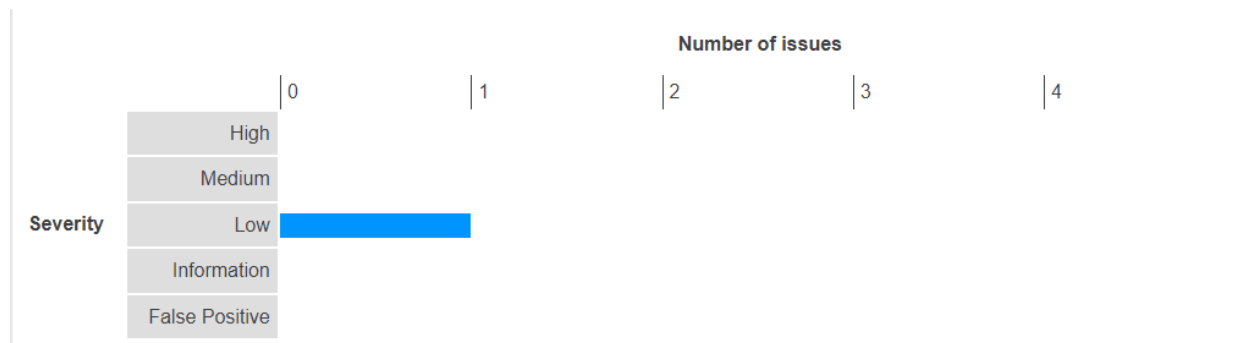 Number of issues
0 1 2 3 4
High
Medium
Severity Low
Information
False Positive